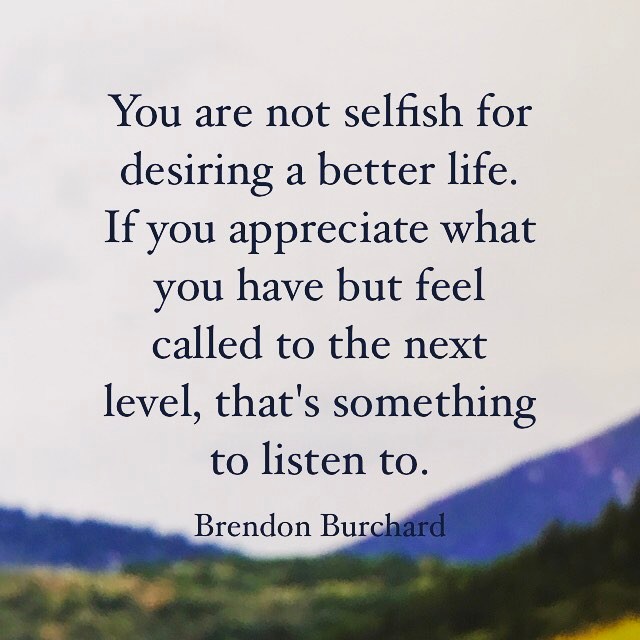 You are not selfish for
desiring a better life.
If you appreciate what
you have but feel
called to the next
level, that's something
to listen to.
Brendon Burchard